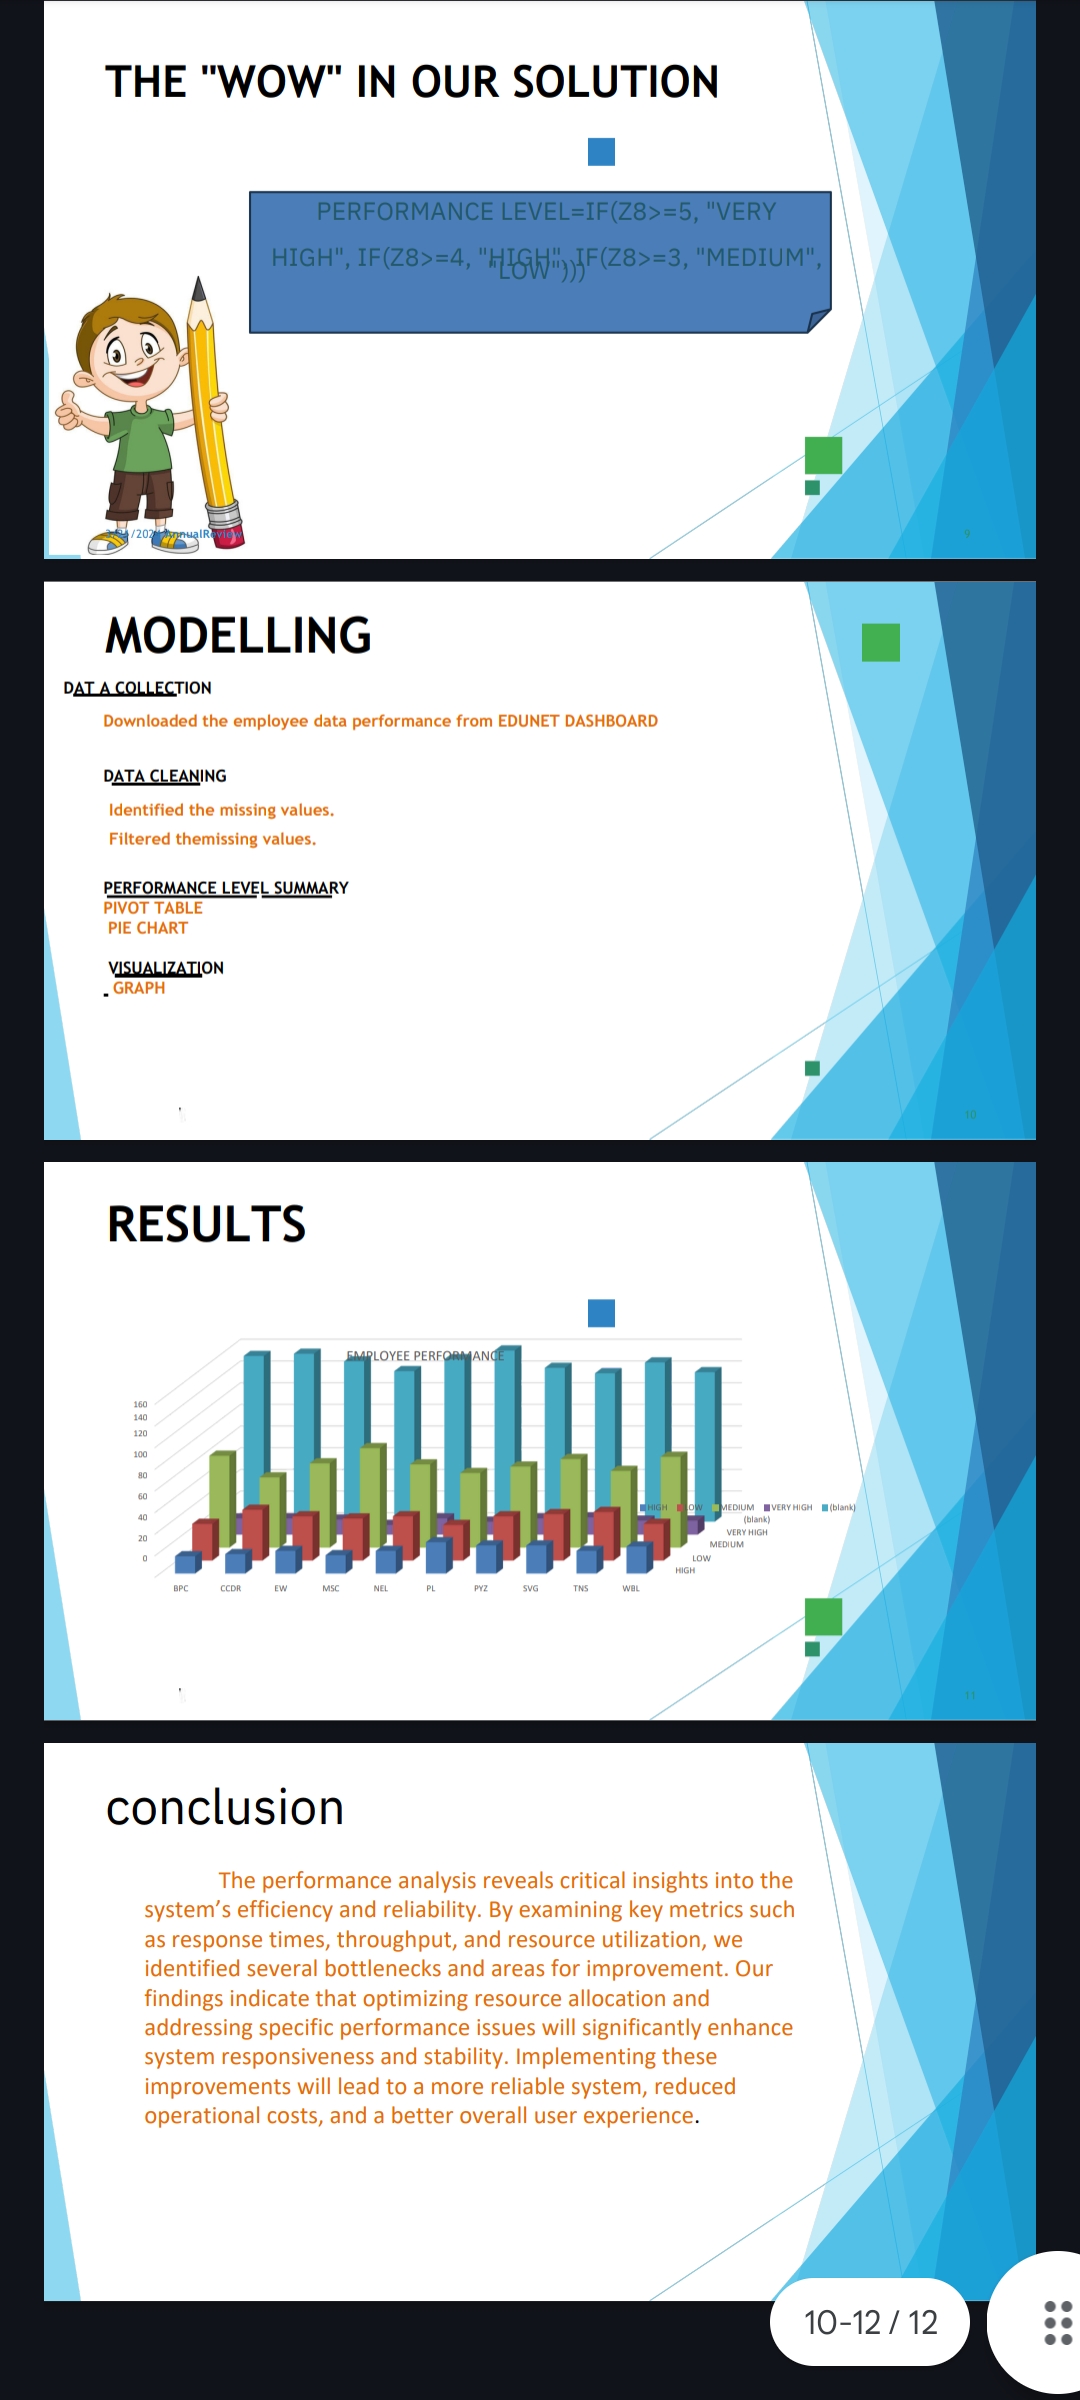 THE "WOW" IN OUR SOLUTION
PERFORMANCE LEVEL=IF(Z8>=5, "VERY
HIGH", IF(Z8>=4, "HIGH", IF(Z8>=3, "MEDIUM",
"LOW")))
AnnualReview
9
MODELLING
DAT A COLLECTION
Downloaded the employee data performance from EDUNET DASHBOARD
DATA CLEANING
Identified the missing values.
Filtered themissing values.
PERFORMANCE LEVEL SUMMARY
PIVOT TABLE
PIE CHART
VISUALIZATION
GRAPH
10
RESULTS
EMPLOYEE PERFORMANCE
160
140
120
100
80
60
40
20
0
HIGH LOW MEDIUM VERY HIGH (blank)
(blank)
VERY HIGH
MEDIUM
LOW
HIGH
BPC CCDR EW MSC NEL PL PYZ SVG TNS WBL
11
conclusion
The performance analysis reveals critical insights into the
system’s efficiency and reliability. By examining key metrics such
as response times, throughput, and resource utilization, we
identified several bottlenecks and areas for improvement. Our
findings indicate that optimizing resource allocation and
addressing specific performance issues will significantly enhance
system responsiveness and stability. Implementing these
improvements will lead to a more reliable system, reduced
operational costs, and a better overall user experience.
10-12 / 12